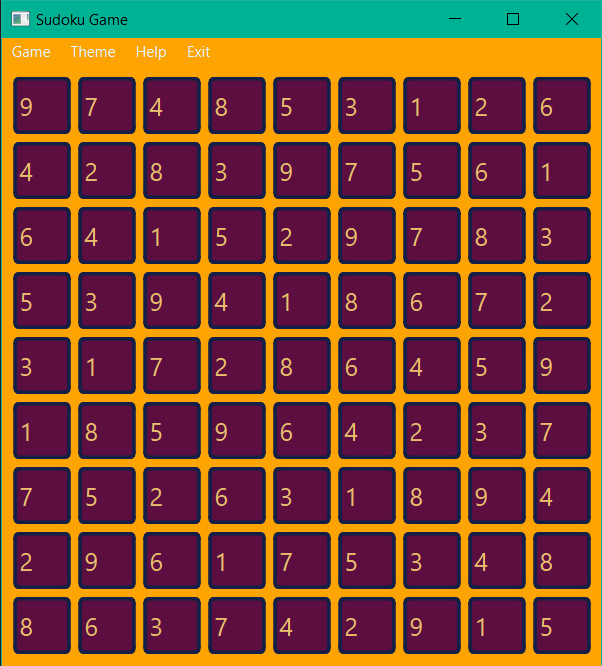 Sudoku Game
Game Theme Help Exit
9 7 4 8 5 3 1 2 6
4 2 8 3 9 7 5 6 1
6 4 1 5 2 9 7 8 3
5 3 9 4 1 8 6 7 2
3 1 7 2 8 6 4 5 9
1 8 5 9 6 4 2 3 7
7 5 2 6 3 1 8 9 4
2 9 6 1 7 5 3 4 8
8 6 3 7 4 2 9 1 5